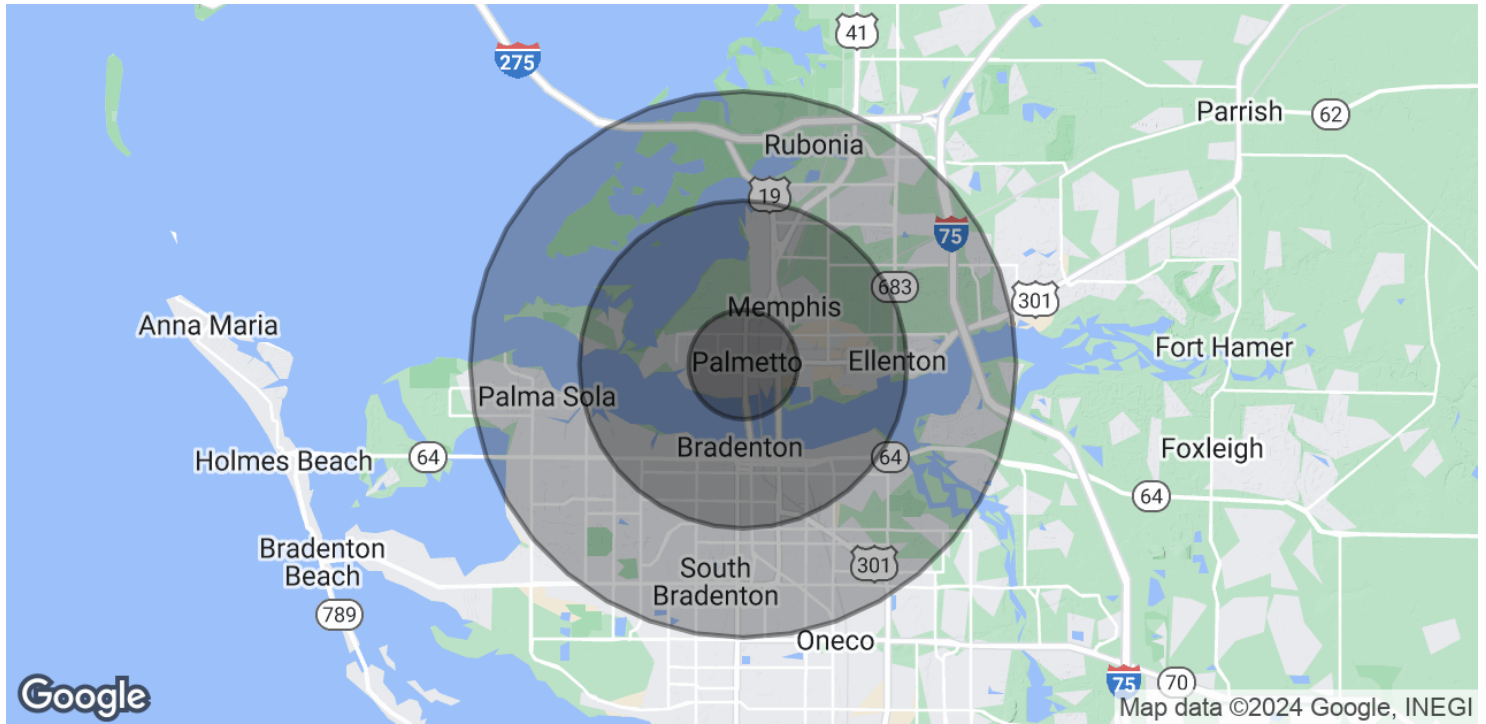 41
275
Parrish
62
Rubonia
19
75
683
301
Memphis
Anna Maria
Fort Hamer
Palmetto
Ellenton
Palma Sola
Bradenton
Foxleigh
Holmes Beach
64
64
64
Bradenton
Beach
South
Bradenton
301
789
Oneco
75
70
Google
Map data ©2024 Google, INEGI